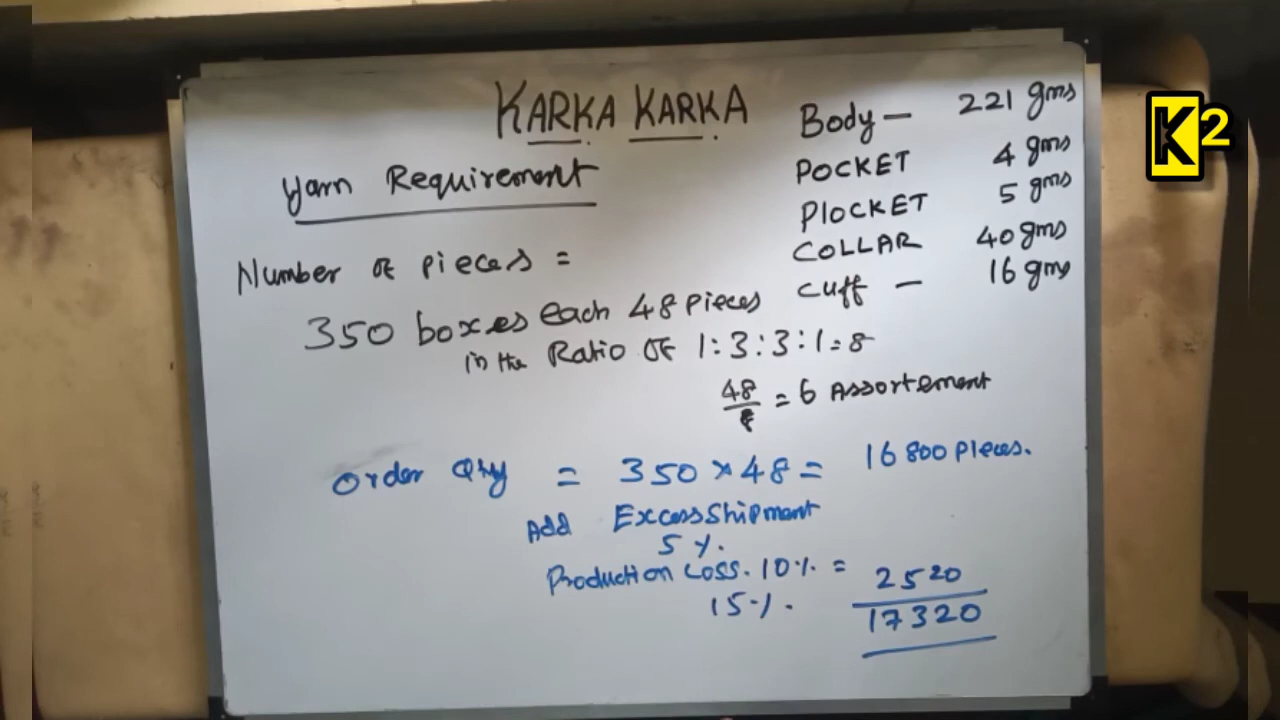 KARKA KARKA
Yarn Requirement
Body - 221 gms
POCKET 4 gms
PLOCKET 5 gms
COLLAR 40 gms
Cuff - 16 gms
Number of pieces =
350 boxes each 48 Pieces
in the Ratio of 1:3:3:1=8
48/8 = 6 Assortement
Order Qty = 350 × 48 = 16800 Pieces.
Add Excess Shipment
5 %.
Production Loss. 10%. = 2520
15%. 17320
K2